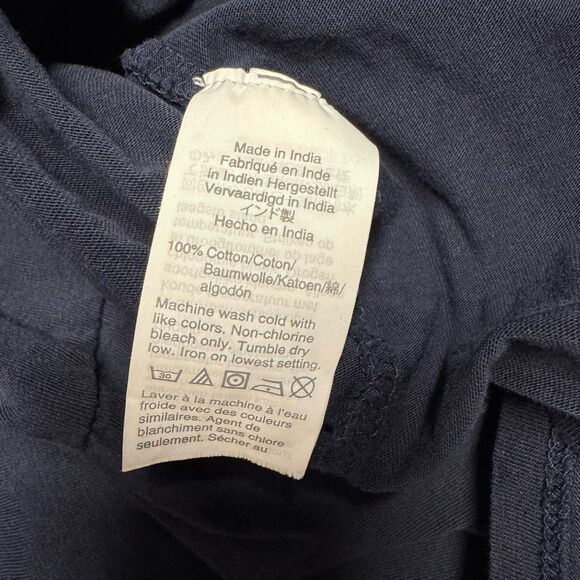 Made in India
Fabriqué en Inde
in Indien Hergestellt
Vervaardigd in India
インド製
Hecho en India
100% Cotton/Coton/
Baumwolle/Katoen/綿/
algodón
Machine wash cold with
like colors. Non-chlorine
bleach only. Tumble dry
low. Iron on lowest setting.
30
Laver à la machine à l'eau
froide avec des couleurs
similaires. Agent de
blanchiment sans chlore
seulement. Sécher au